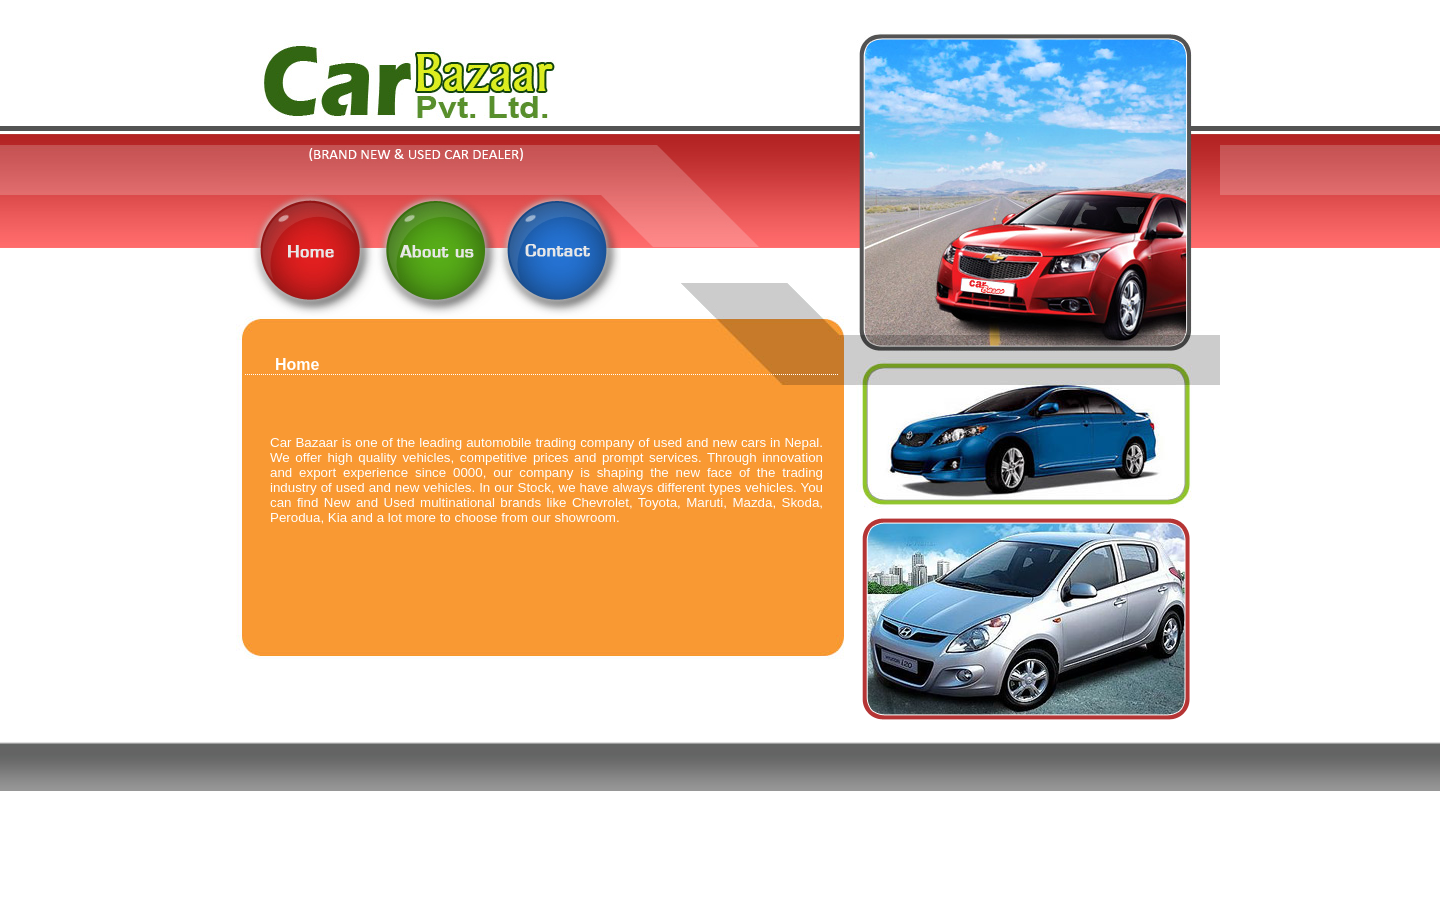 Car Bazaar
Pvt. Ltd.
(BRAND NEW & USED CAR DEALER)
Home
About us
Contact
Home
Car Bazaar is one of the leading automobile trading company of used and new cars in Nepal.
We offer high quality vehicles, competitive prices and prompt services. Through innovation
and export experience since 0000, our company is shaping the new face of the trading
industry of used and new vehicles. In our Stock, we have always different types vehicles. You
can find New and Used multinational brands like Chevrolet, Toyota, Maruti, Mazda, Skoda,
Perodua, Kia and a lot more to choose from our showroom.
car
i20